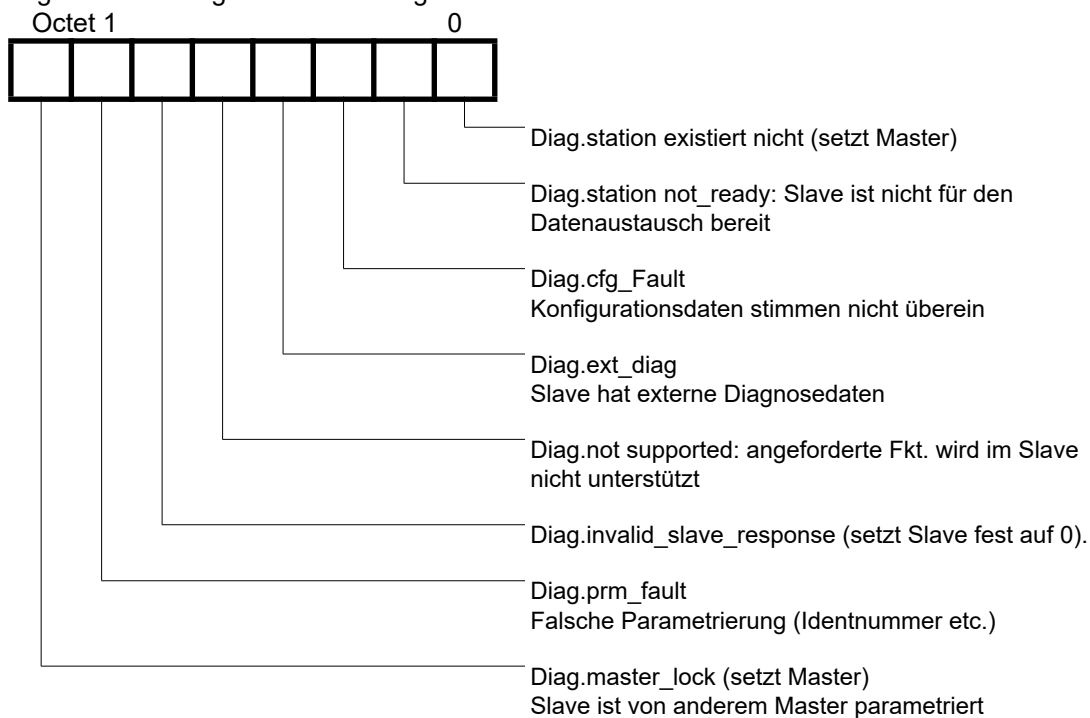 Octet 1 0
Diag.station existiert nicht (setzt Master)
Diag.station not_ready: Slave ist nicht für den
Datenaustausch bereit
Diag.cfg_Fault
Konfigurationsdaten stimmen nicht überein
Diag.ext_diag
Slave hat externe Diagnosedaten
Diag.not supported: angeforderte Fkt. wird im Slave
nicht unterstützt
Diag.invalid_slave_response (setzt Slave fest auf 0).
Diag.prm_fault
Falsche Parametrierung (Identnummer etc.)
Diag.master_lock (setzt Master)
Slave ist von anderem Master parametriert